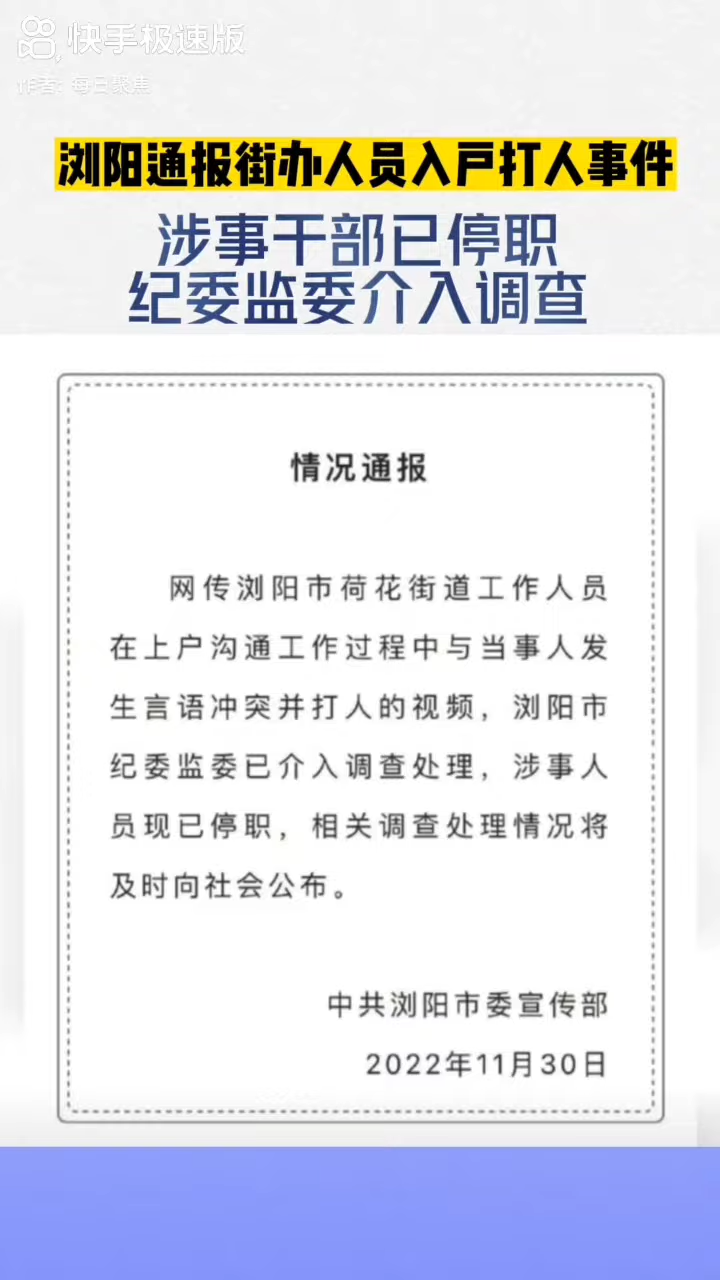 快手极速版
作者: 每日聚焦
浏阳通报街办人员入户打人事件
涉事干部已停职
纪委监委介入调查
情况通报
网传浏阳市荷花街道工作人员
在上户沟通工作过程中与当事人发
生言语冲突并打人的视频，浏阳市
纪委监委已介入调查处理，涉事人
员现已停职，相关调查处理情况将
及时向社会公布。
中共浏阳市委宣传部
2022年11月30日